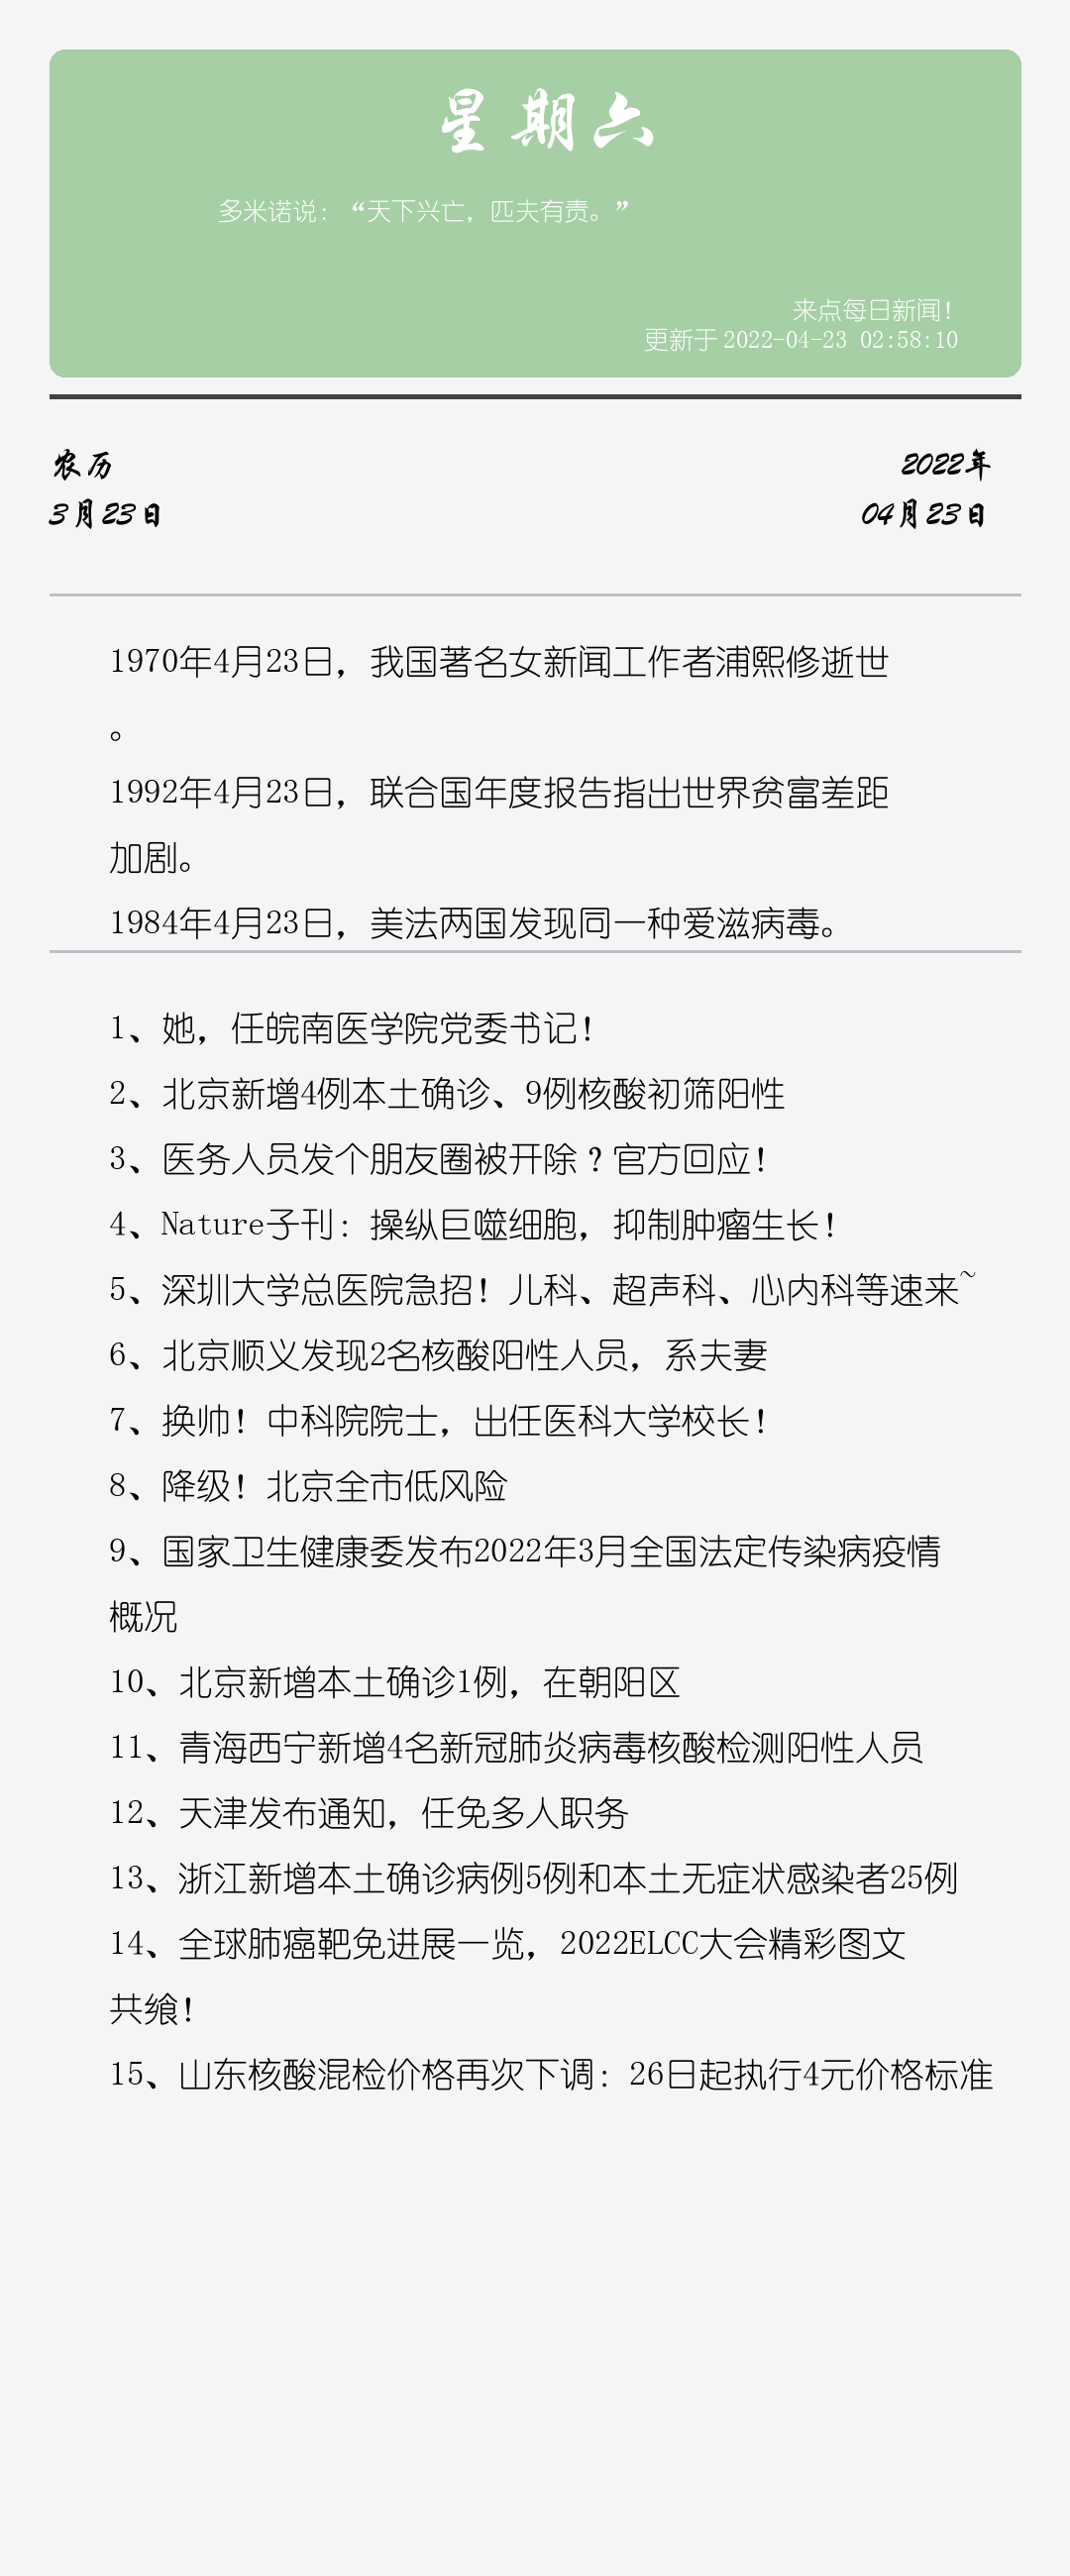 星期六
多米诺说：“天下兴亡，匹夫有责。”
来点每日新闻！
更新于 2022-04-23 02:58:10
农历
2022年
3月23日
04月23日
1970年4月23日，我国著名女新闻工作者浦熙修逝世
。
1992年4月23日，联合国年度报告指出世界贫富差距
加剧。
1984年4月23日，美法两国发现同一种爱滋病毒。
1、她，任皖南医学院党委书记！
2、北京新增4例本土确诊、9例核酸初筛阳性
3、医务人员发个朋友圈被开除？官方回应！
4、Nature子刊：操纵巨噬细胞，抑制肿瘤生长！
5、深圳大学总医院急招！儿科、超声科、心内科等速来~
6、北京顺义发现2名核酸阳性人员，系夫妻
7、换帅！中科院院士，出任医科大学校长！
8、降级！北京全市低风险
9、国家卫生健康委发布2022年3月全国法定传染病疫情
概况
10、北京新增本土确诊1例，在朝阳区
11、青海西宁新增4名新冠肺炎病毒核酸检测阳性人员
12、天津发布通知，任免多人职务
13、浙江新增本土确诊病例5例和本土无症状感染者25例
14、全球肺癌靶免进展一览，2022ELCC大会精彩图文
共飨！
15、山东核酸混检价格再次下调：26日起执行4元价格标准